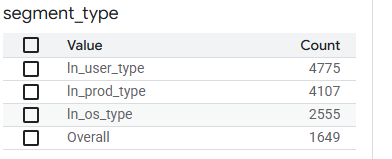 segment_type
Value Count
ln_user_type 4775
ln_prod_type 4107
ln_os_type 2555
Overall 1649